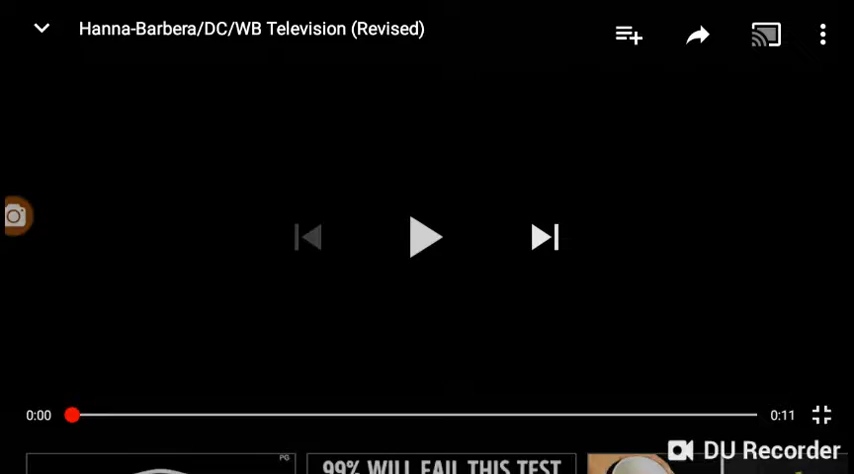 Hanna-Barbera/DC/WB Television (Revised)
0:00
0:11
PG
99% WILL FAIL THIS TEST
DU Recorder